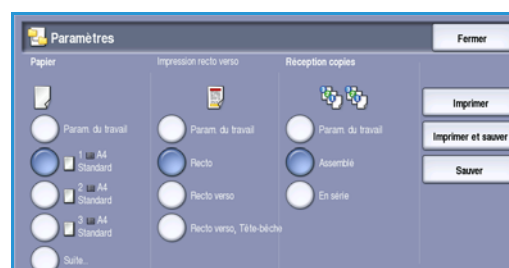 Paramètres
Fermer
Papier
Impression recto verso
Réception copies
Param. du travail
1 A4
Standard
2 A4
Standard
3 A4
Standard
Suite...
Param. du travail
Recto
Recto verso
Recto verso, Tête-bêche
Param. du travail
Assemblé
En série
Imprimer
Imprimer et sauver
Sauver